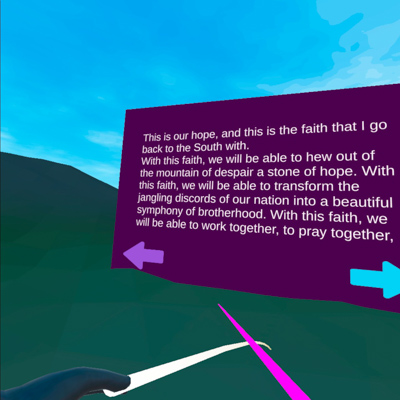 This is our hope, and this is the faith that I go
back to the South with.
With this faith, we will be able to hew out of
the mountain of despair a stone of hope. With
this faith, we will be able to transform the
jangling discords of our nation into a beautiful
symphony of brotherhood. With this faith, we
will be able to work together, to pray together,